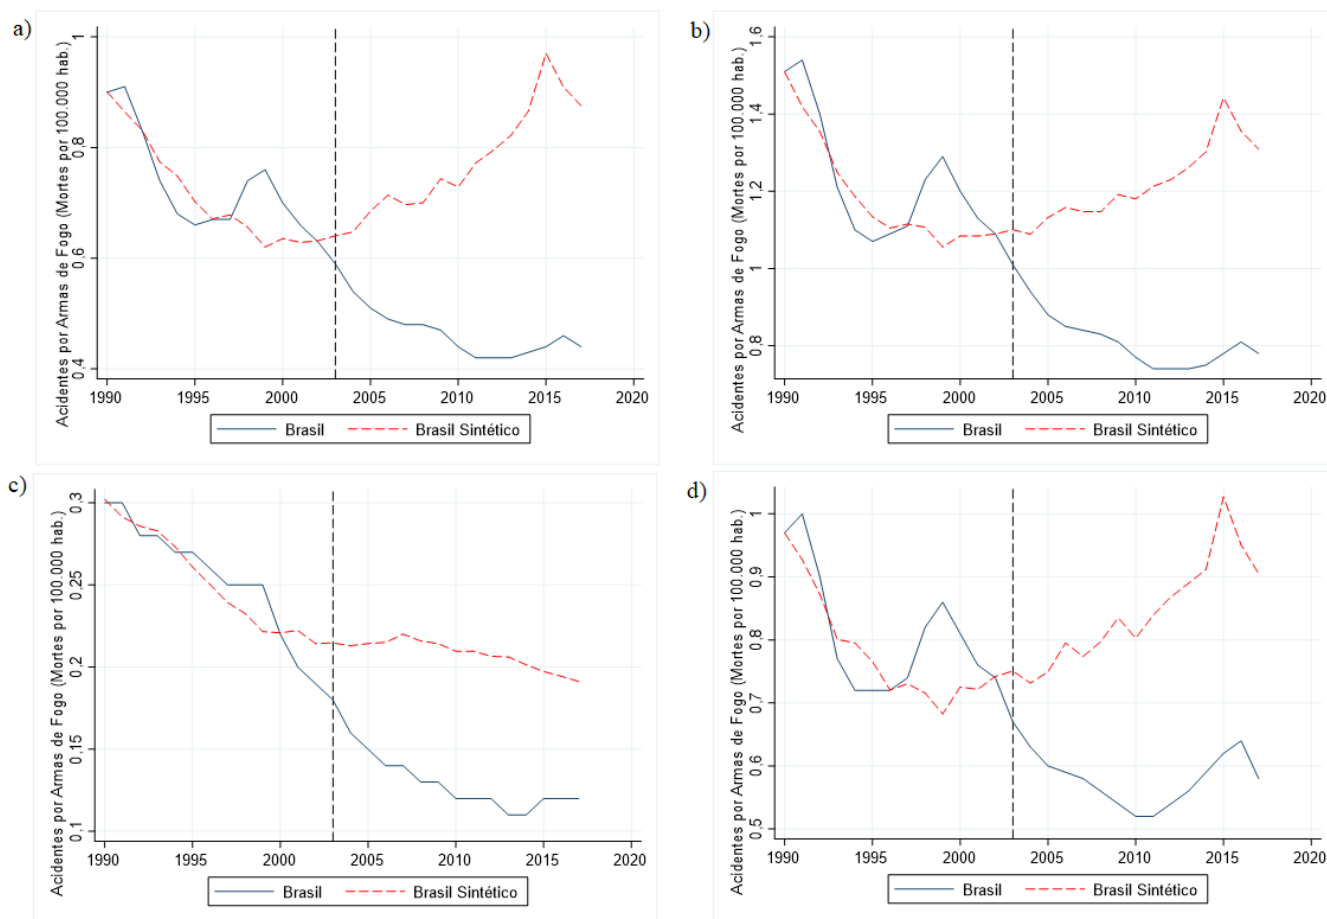 a)
Acidentes por Armas de Fogo (Mortes por 100.000 hab.)
1
0,8
0,6
0,4
1990 1995 2000 2005 2010 2015 2020
Brasil Brasil Sintético
b)
Acidentes por Armas de Fogo (Mortes por 100.000 hab.)
1,6
1,4
1,2
1
0,8
1990 1995 2000 2005 2010 2015 2020
Brasil Brasil Sintético
c)
Acidentes por Armas de Fogo (Mortes por 100.000 hab.)
0,3
0,25
0,2
0,15
0,1
1990 1995 2000 2005 2010 2015 2020
Brasil Brasil Sintético
d)
Acidentes por Armas de Fogo (Mortes por 100.000 hab.)
1
0,9
0,8
0,7
0,6
0,5
1990 1995 2000 2005 2010 2015 2020
Brasil Brasil Sintético